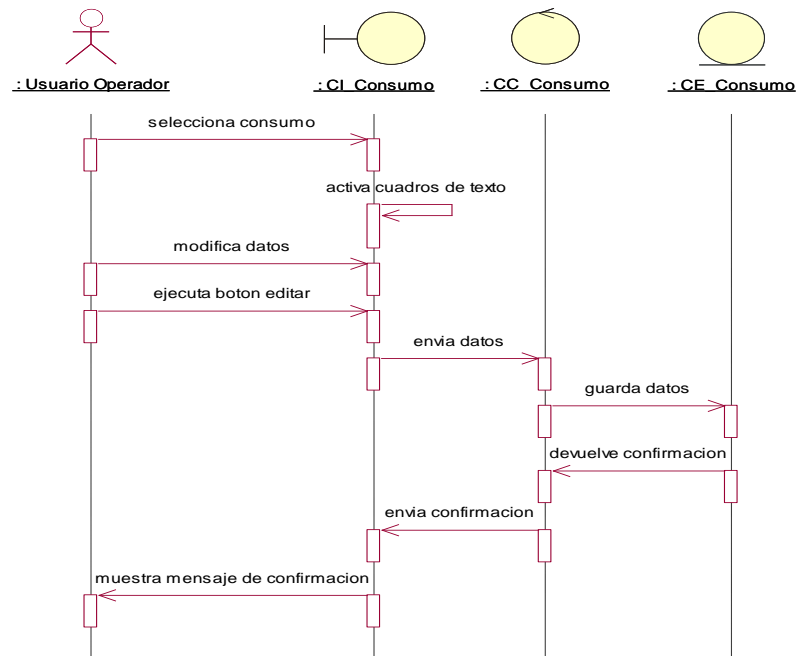 : Usuario Operador
: CI_Consumo
: CC_Consumo
: CE_Consumo
selecciona consumo
activa cuadros de texto
modifica datos
ejecuta boton editar
envia datos
guarda datos
devuelve confirmacion
envia confirmacion
muestra mensaje de confirmacion